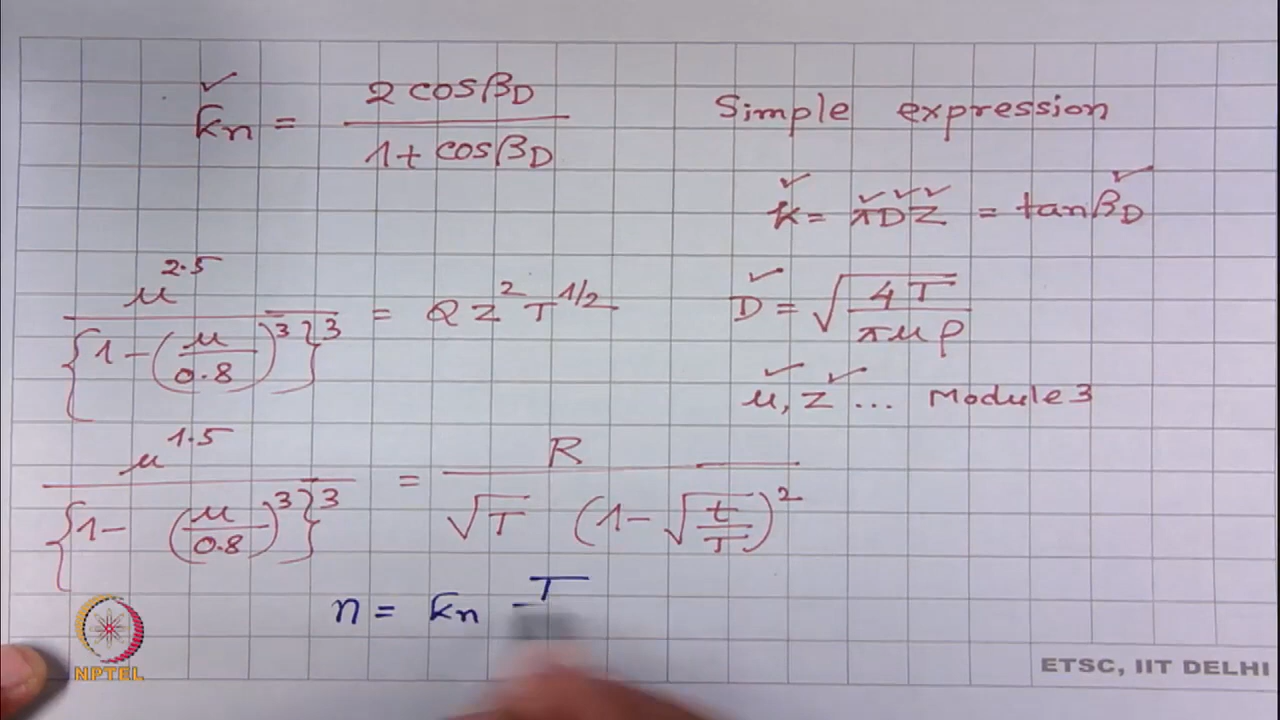 kn = 2 cosβD / 1 + cosβD
Simple expression
k = πDZ = tanβD
μ^2.5 / {1 - (μ/0.8)^3}^3 = QZ^2 T^1/2
D = √(4T / πμρ)
μ, Z ... Module 3
μ^1.5 / {1 - (μ/0.8)^3}^3 = R / √T (1 - √(t/T))^2
n = kn T
NPTEL
ETSC, IIT DELHI